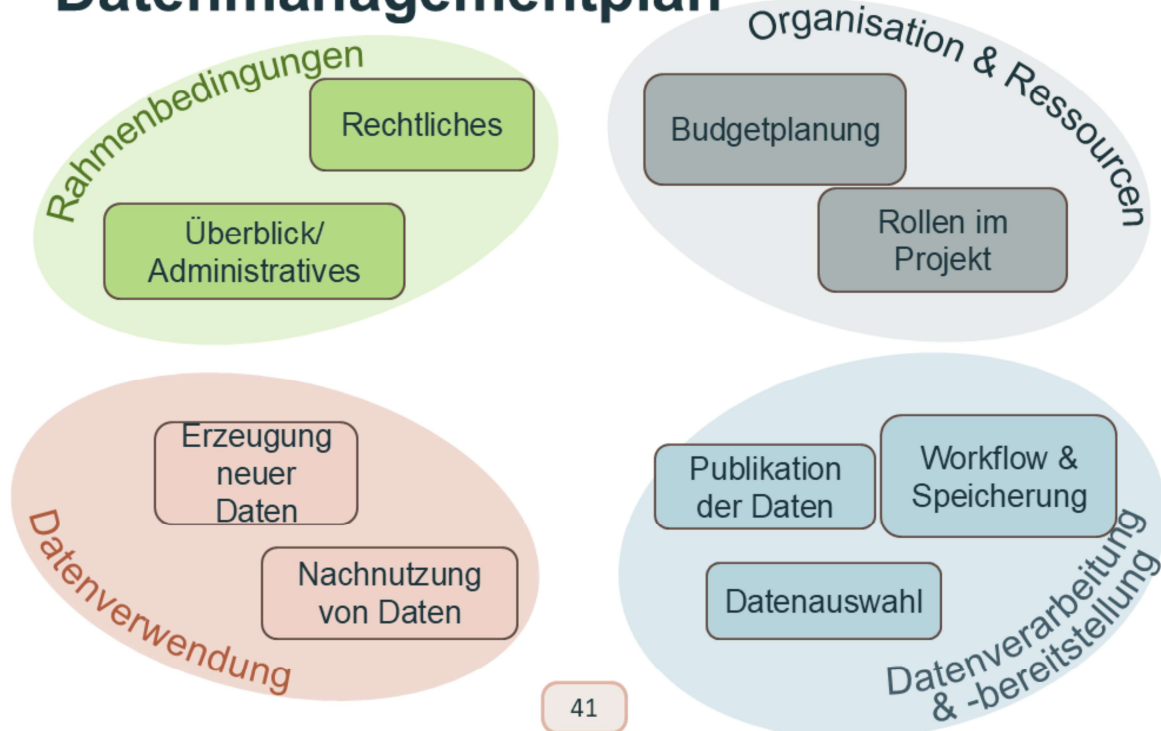 Datenmanagementplan
Rahmenbedingungen
Rechtliches
Überblick/
Administratives
Organisation & Ressourcen
Budgetplanung
Rollen im
Projekt
Erzeugung
neuer
Daten
Nachnutzung
von Daten
Datenverwendung
Publikation
der Daten
Workflow &
Speicherung
Datenauswahl
Datenverarbeitung
& -bereitstellung
41